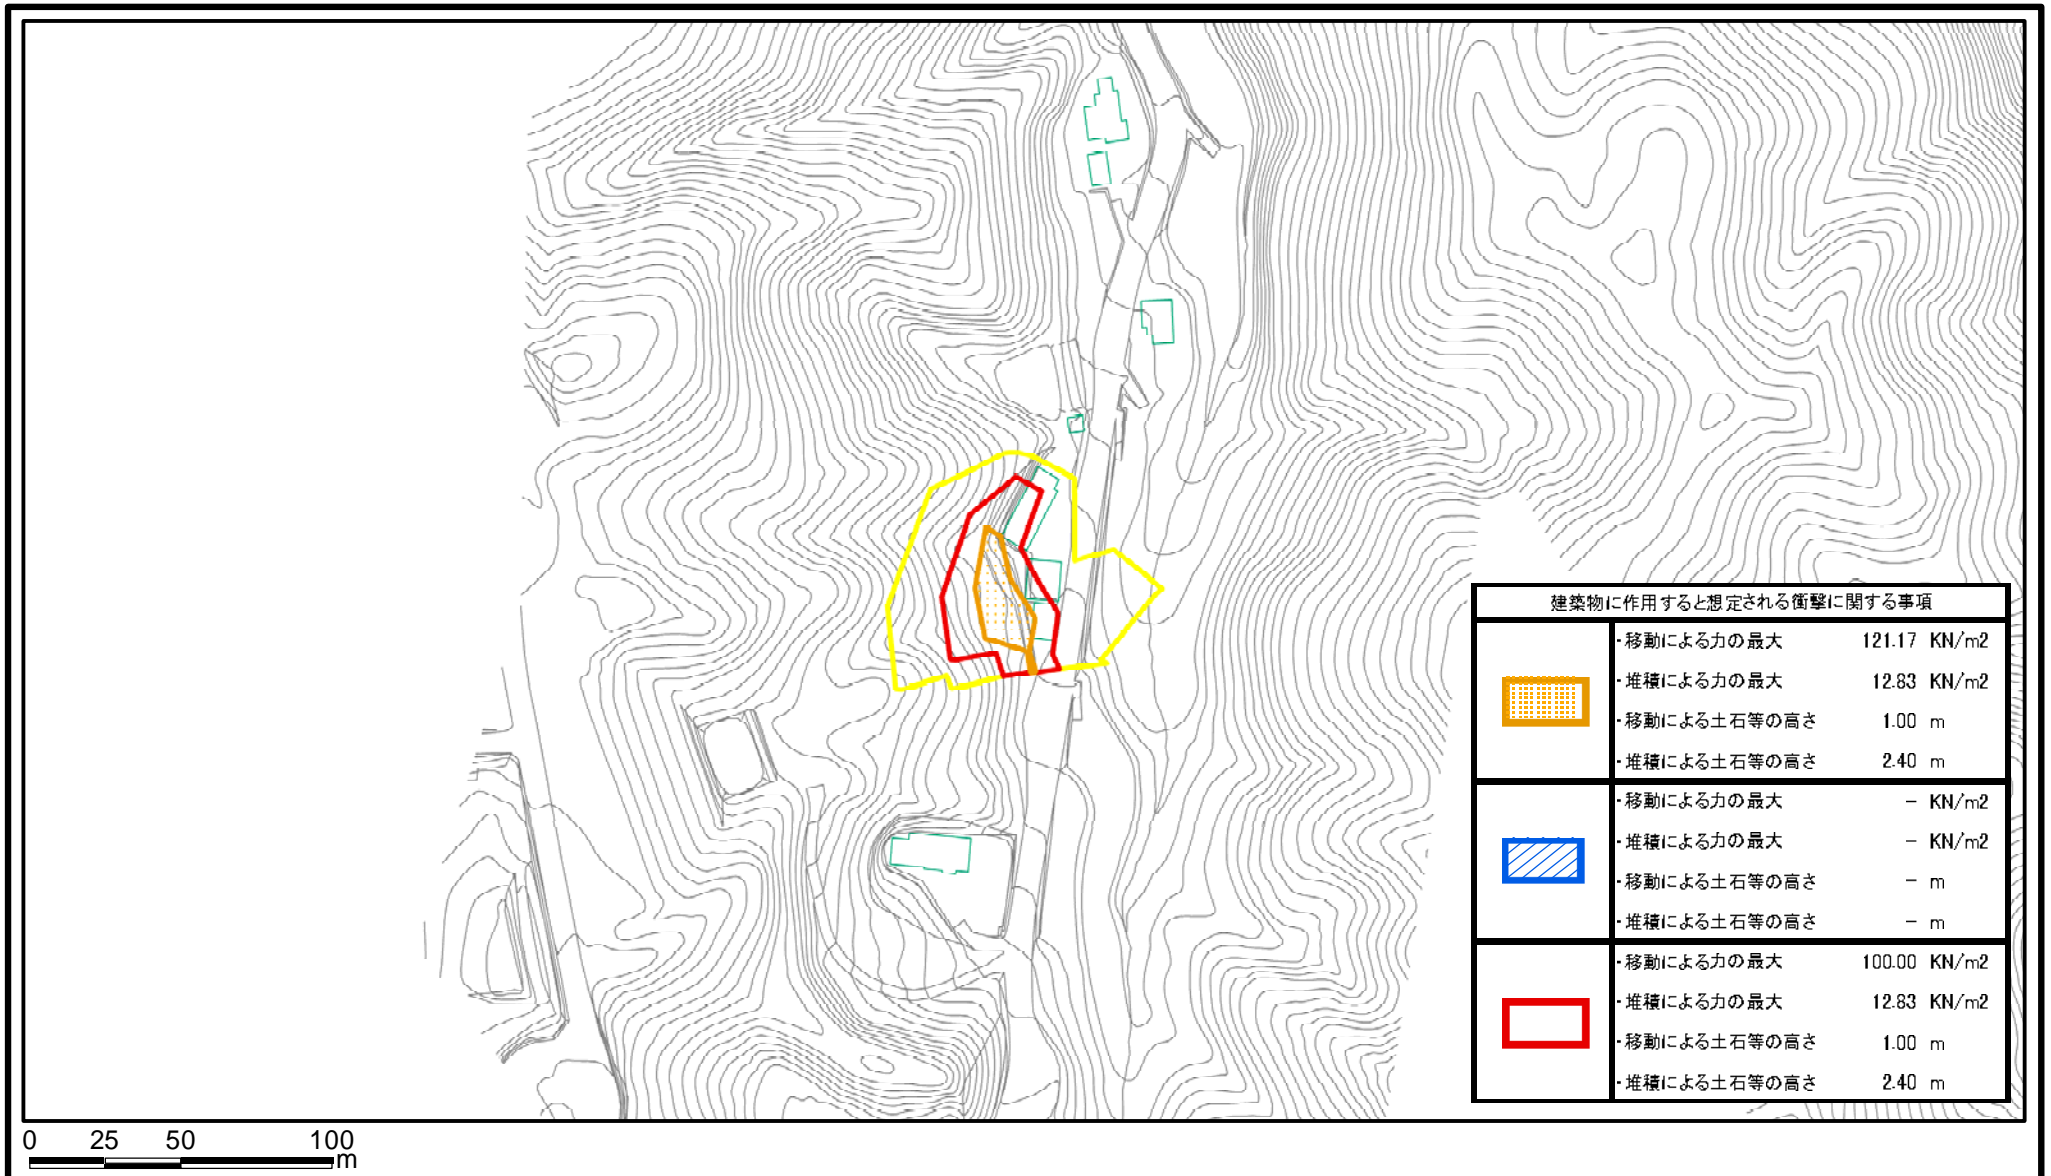 建築物に作用すると想定される衝撃に関する事項
・移動による力の最大 121.17 KN/m2
・堆積による力の最大 12.83 KN/m2
・移動による土石等の高さ 1.00 m
・堆積による土石等の高さ 2.40 m
・移動による力の最大 － KN/m2
・堆積による力の最大 － KN/m2
・移動による土石等の高さ － m
・堆積による土石等の高さ － m
・移動による力の最大 100.00 KN/m2
・堆積による力の最大 12.83 KN/m2
・移動による土石等の高さ 1.00 m
・堆積による土石等の高さ 2.40 m
0 25 50 100
m